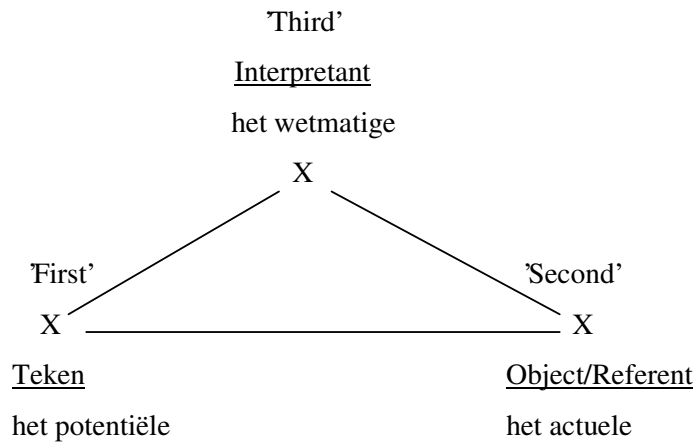 ’Third’
Interpretant
het wetmatige
X
’First’
’Second’
X
X
Teken
Object/Referent
het potentiële
het actuele